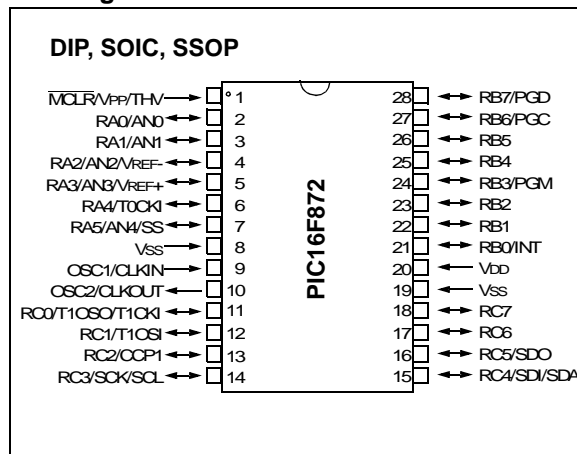 DIP, SOIC, SSOP
MCLR/VPP/THV 1 28 RB7/PGD
RA0/AN0 2 27 RB6/PGC
RA1/AN1 3 26 RB5
RA2/AN2/VREF- 4 25 RB4
RA3/AN3/VREF+ 5 24 RB3/PGM
RA4/T0CKI 6 23 RB2
RA5/AN4/SS 7 22 RB1
VSS 8 21 RB0/INT
OSC1/CLKIN 9 20 VDD
OSC2/CLKOUT 10 19 VSS
RC0/T1OSO/T1CKI 11 18 RC7
RC1/T1OSI 12 17 RC6
RC2/CCP1 13 16 RC5/SDO
RC3/SCK/SCL 14 15 RC4/SDI/SDA
PIC16F872